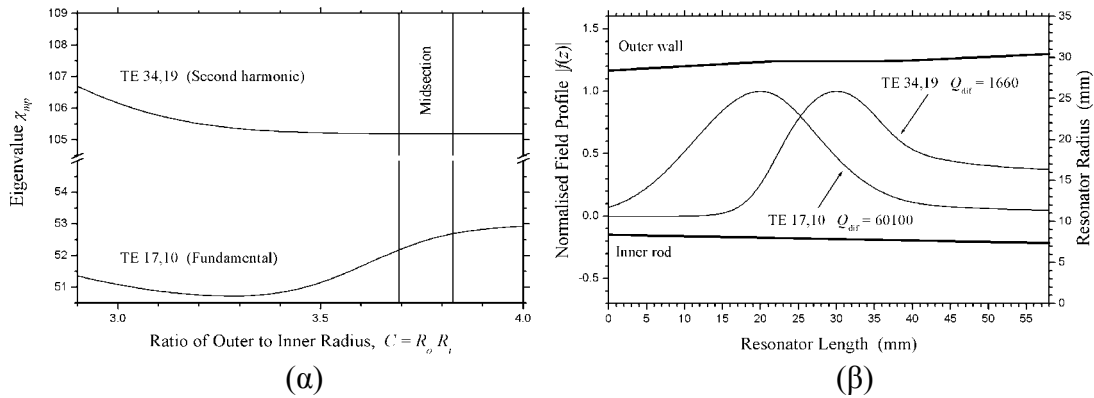 109
108
107
106
105
53
52
51
Eigenvalue χmp
TE 34,19 (Second harmonic)
Midsection
TE 17,10 (Fundamental)
3.0
3.5
4.0
Ratio of Outer to Inner Radius, C = Ro Ri
(α)
1.5
1.0
0.5
0.0
-0.5
Normalised Field Profile |f(z)|
Outer wall
TE 34,19 Qdif = 1660
TE 17,10 Qdif = 60100
Inner rod
35
30
25
20
15
10
5
0
Resonator Radius (mm)
0 5 10 15 20 25 30 35 40 45 50 55
Resonator Length (mm)
(β)